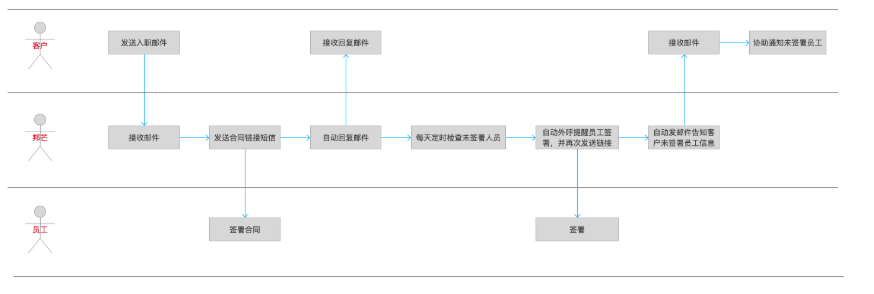 客户
发送入职邮件
接收回复邮件
接收邮件
协助通知未签署员工
邦芒
接收邮件
发送合同链接短信
自动回复邮件
每天定时检查未签署人员
自动外呼提醒员工签
署，并再次发送链接
自动发邮件告知客
户未签署员工信息
员工
签署合同
签署